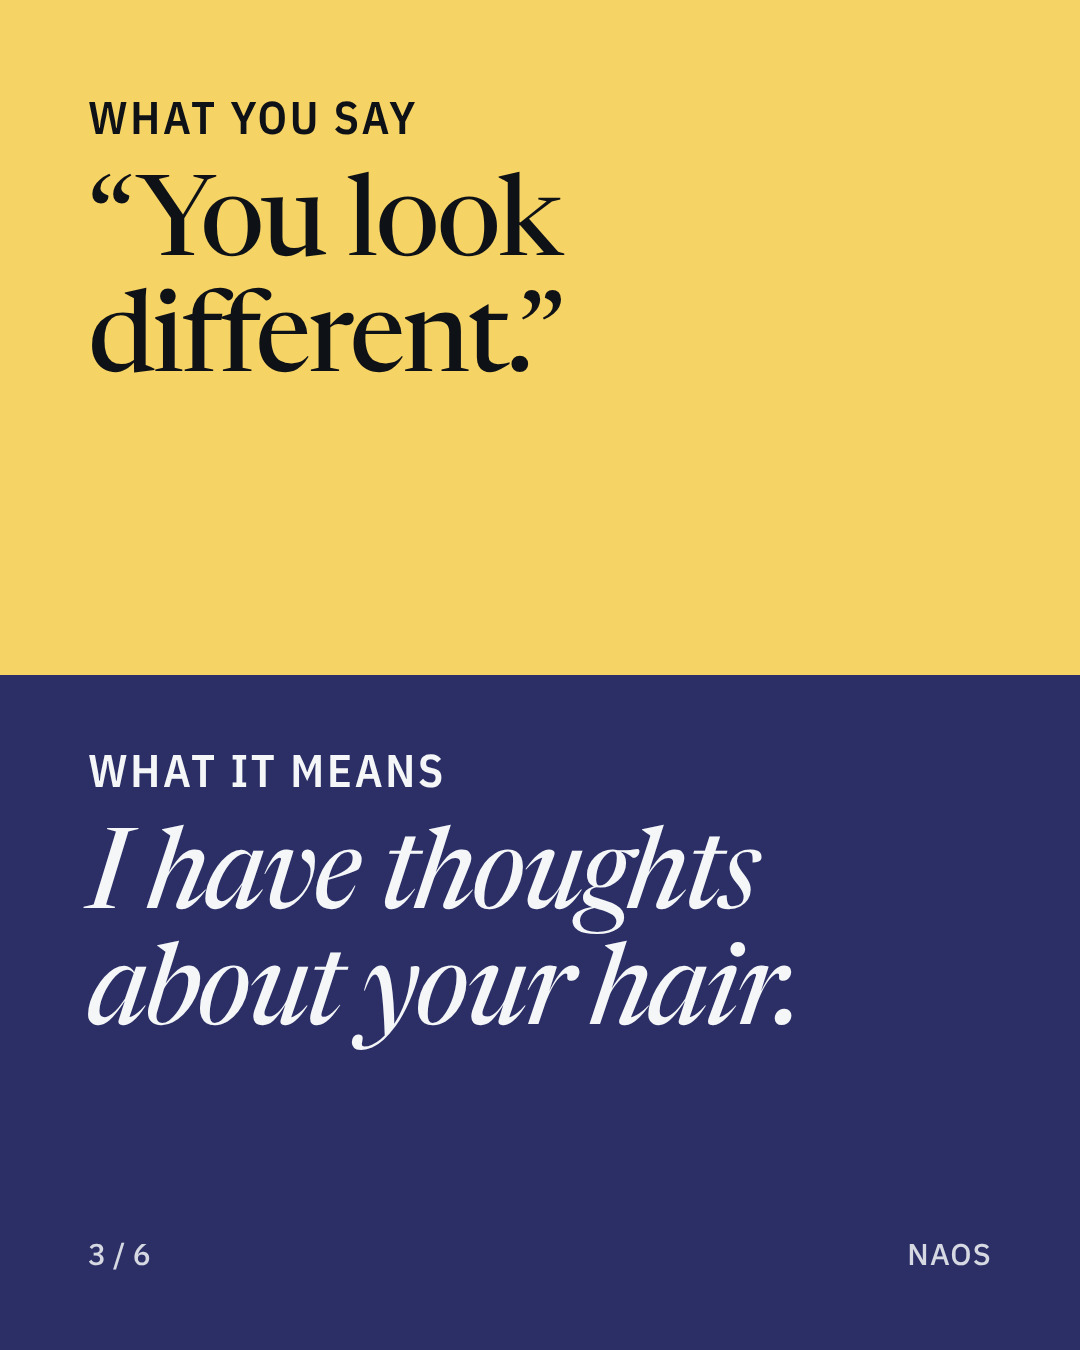 WHAT YOU SAY
“You look
different.”
WHAT IT MEANS
I have thoughts
about your hair.
3 / 6
NAOS